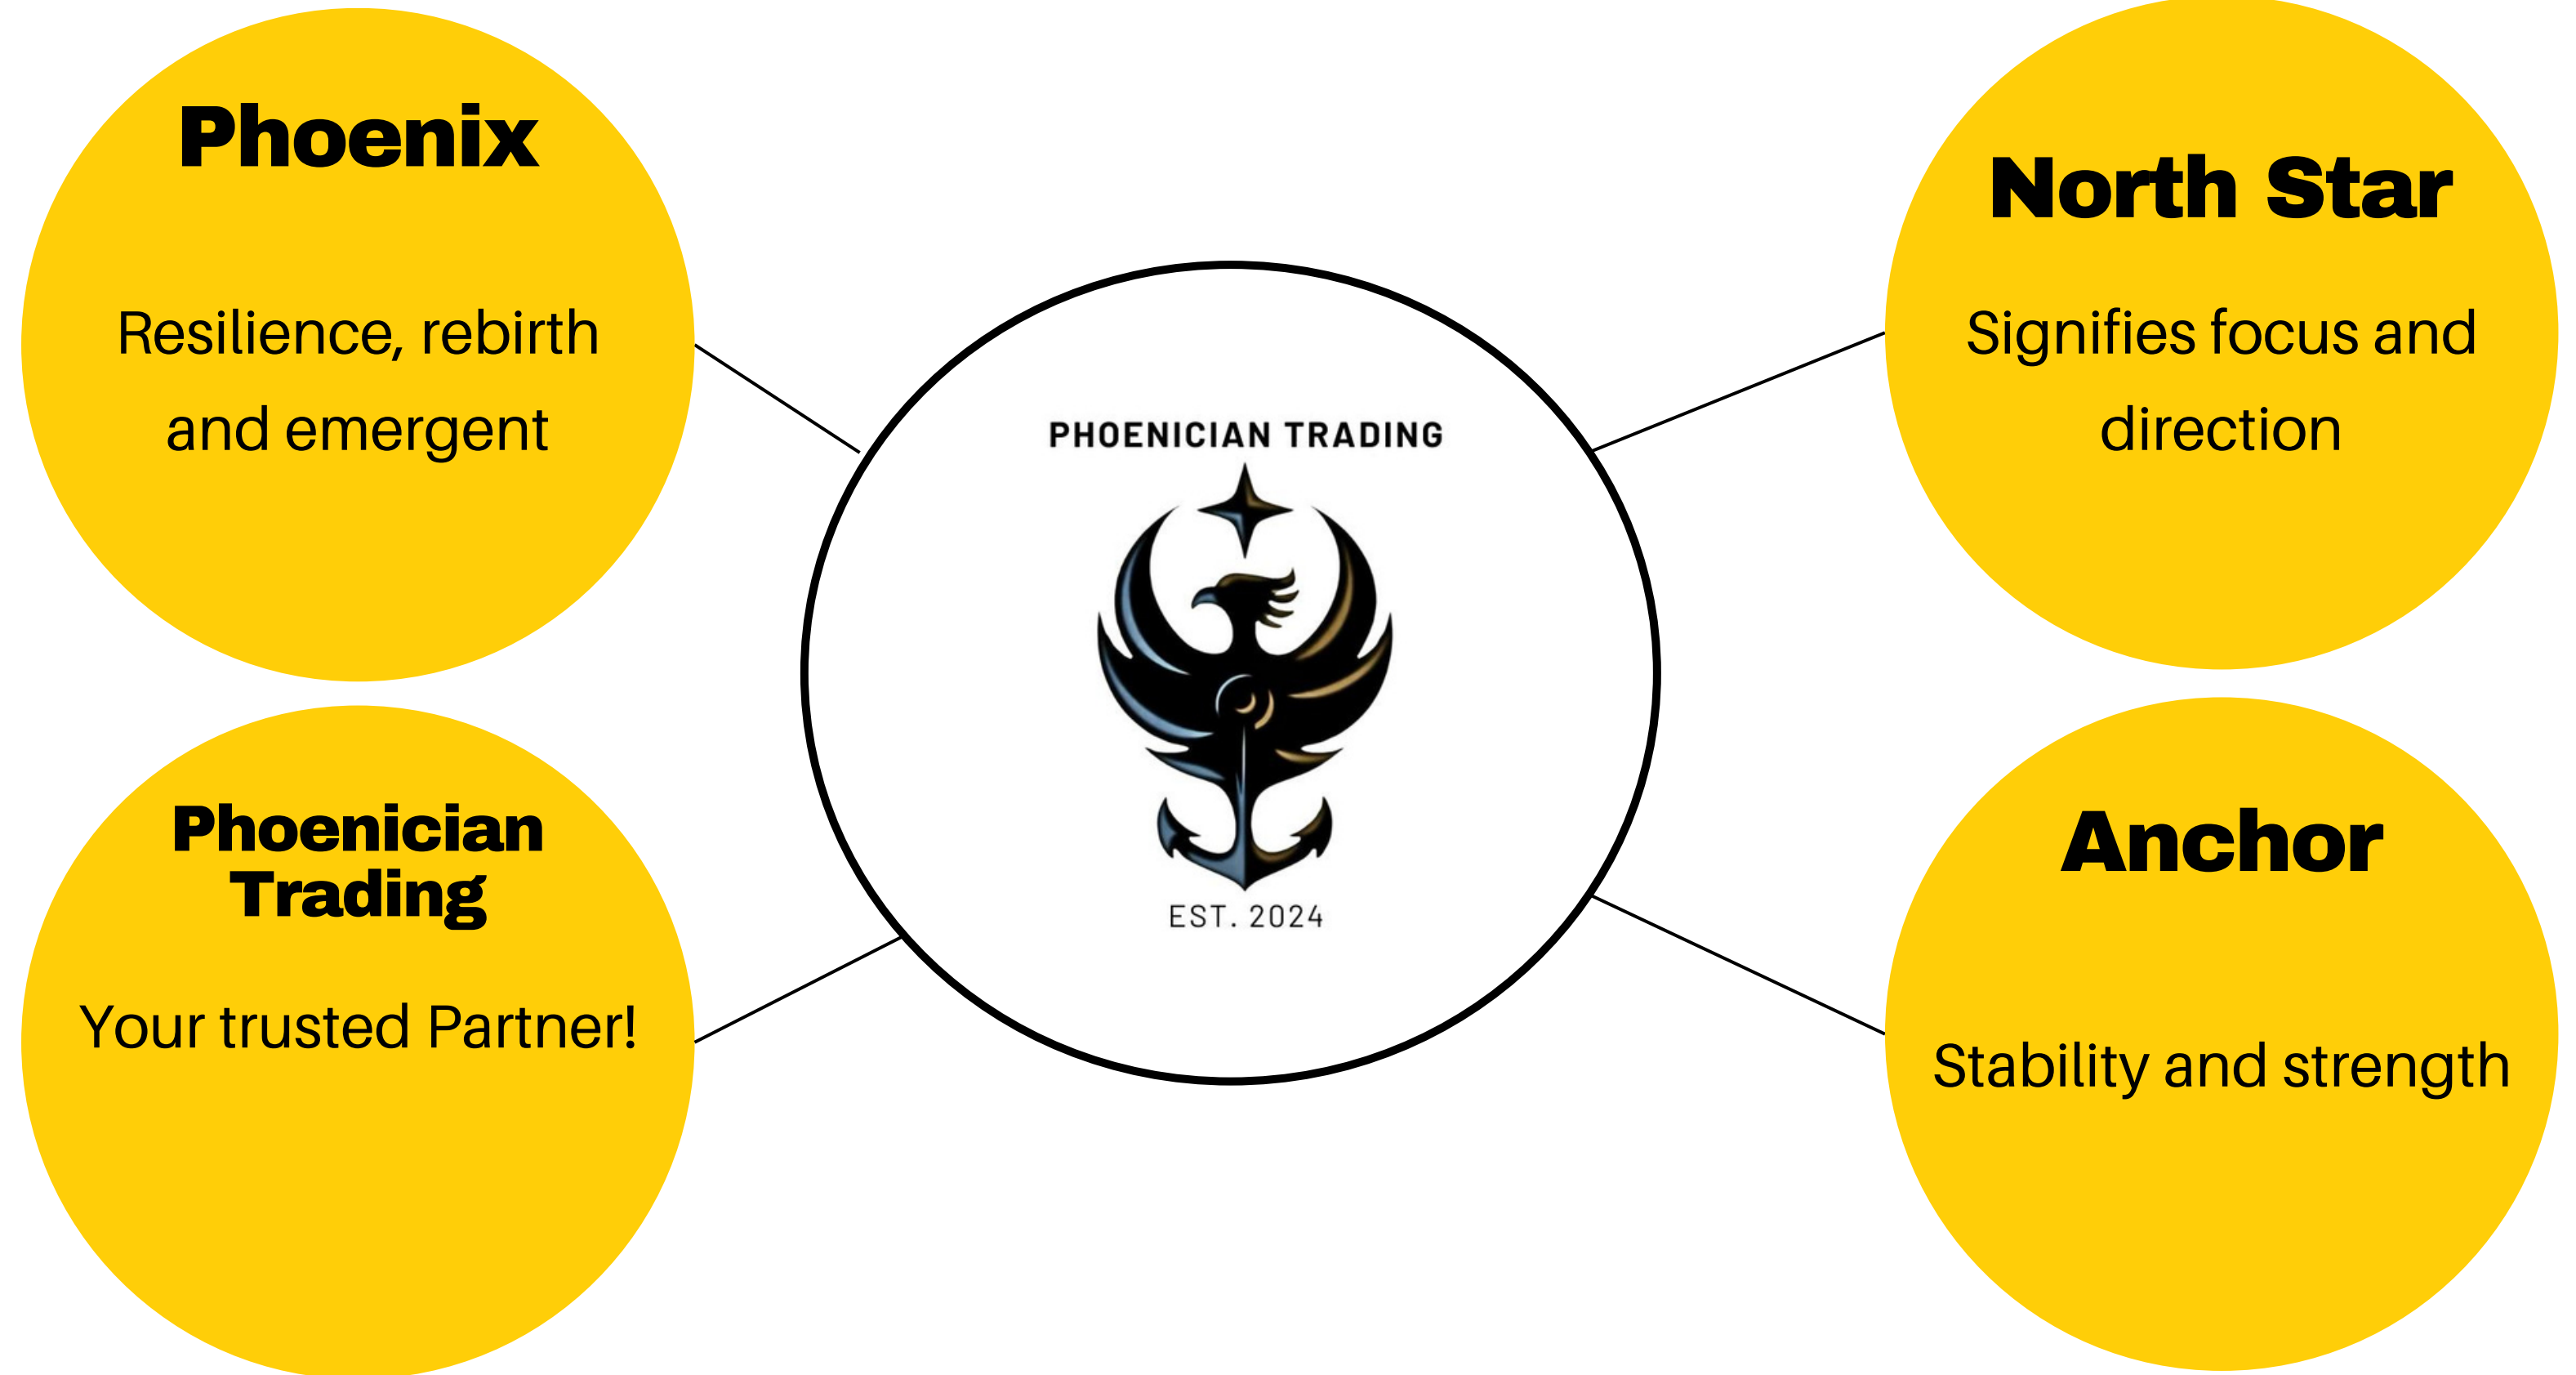 Phoenix
Resilience, rebirth
and emergent
North Star
Signifies focus and
direction
PHOENICIAN TRADING
EST. 2024
Phoenician
Trading
Your trusted Partner!
Anchor
Stability and strength